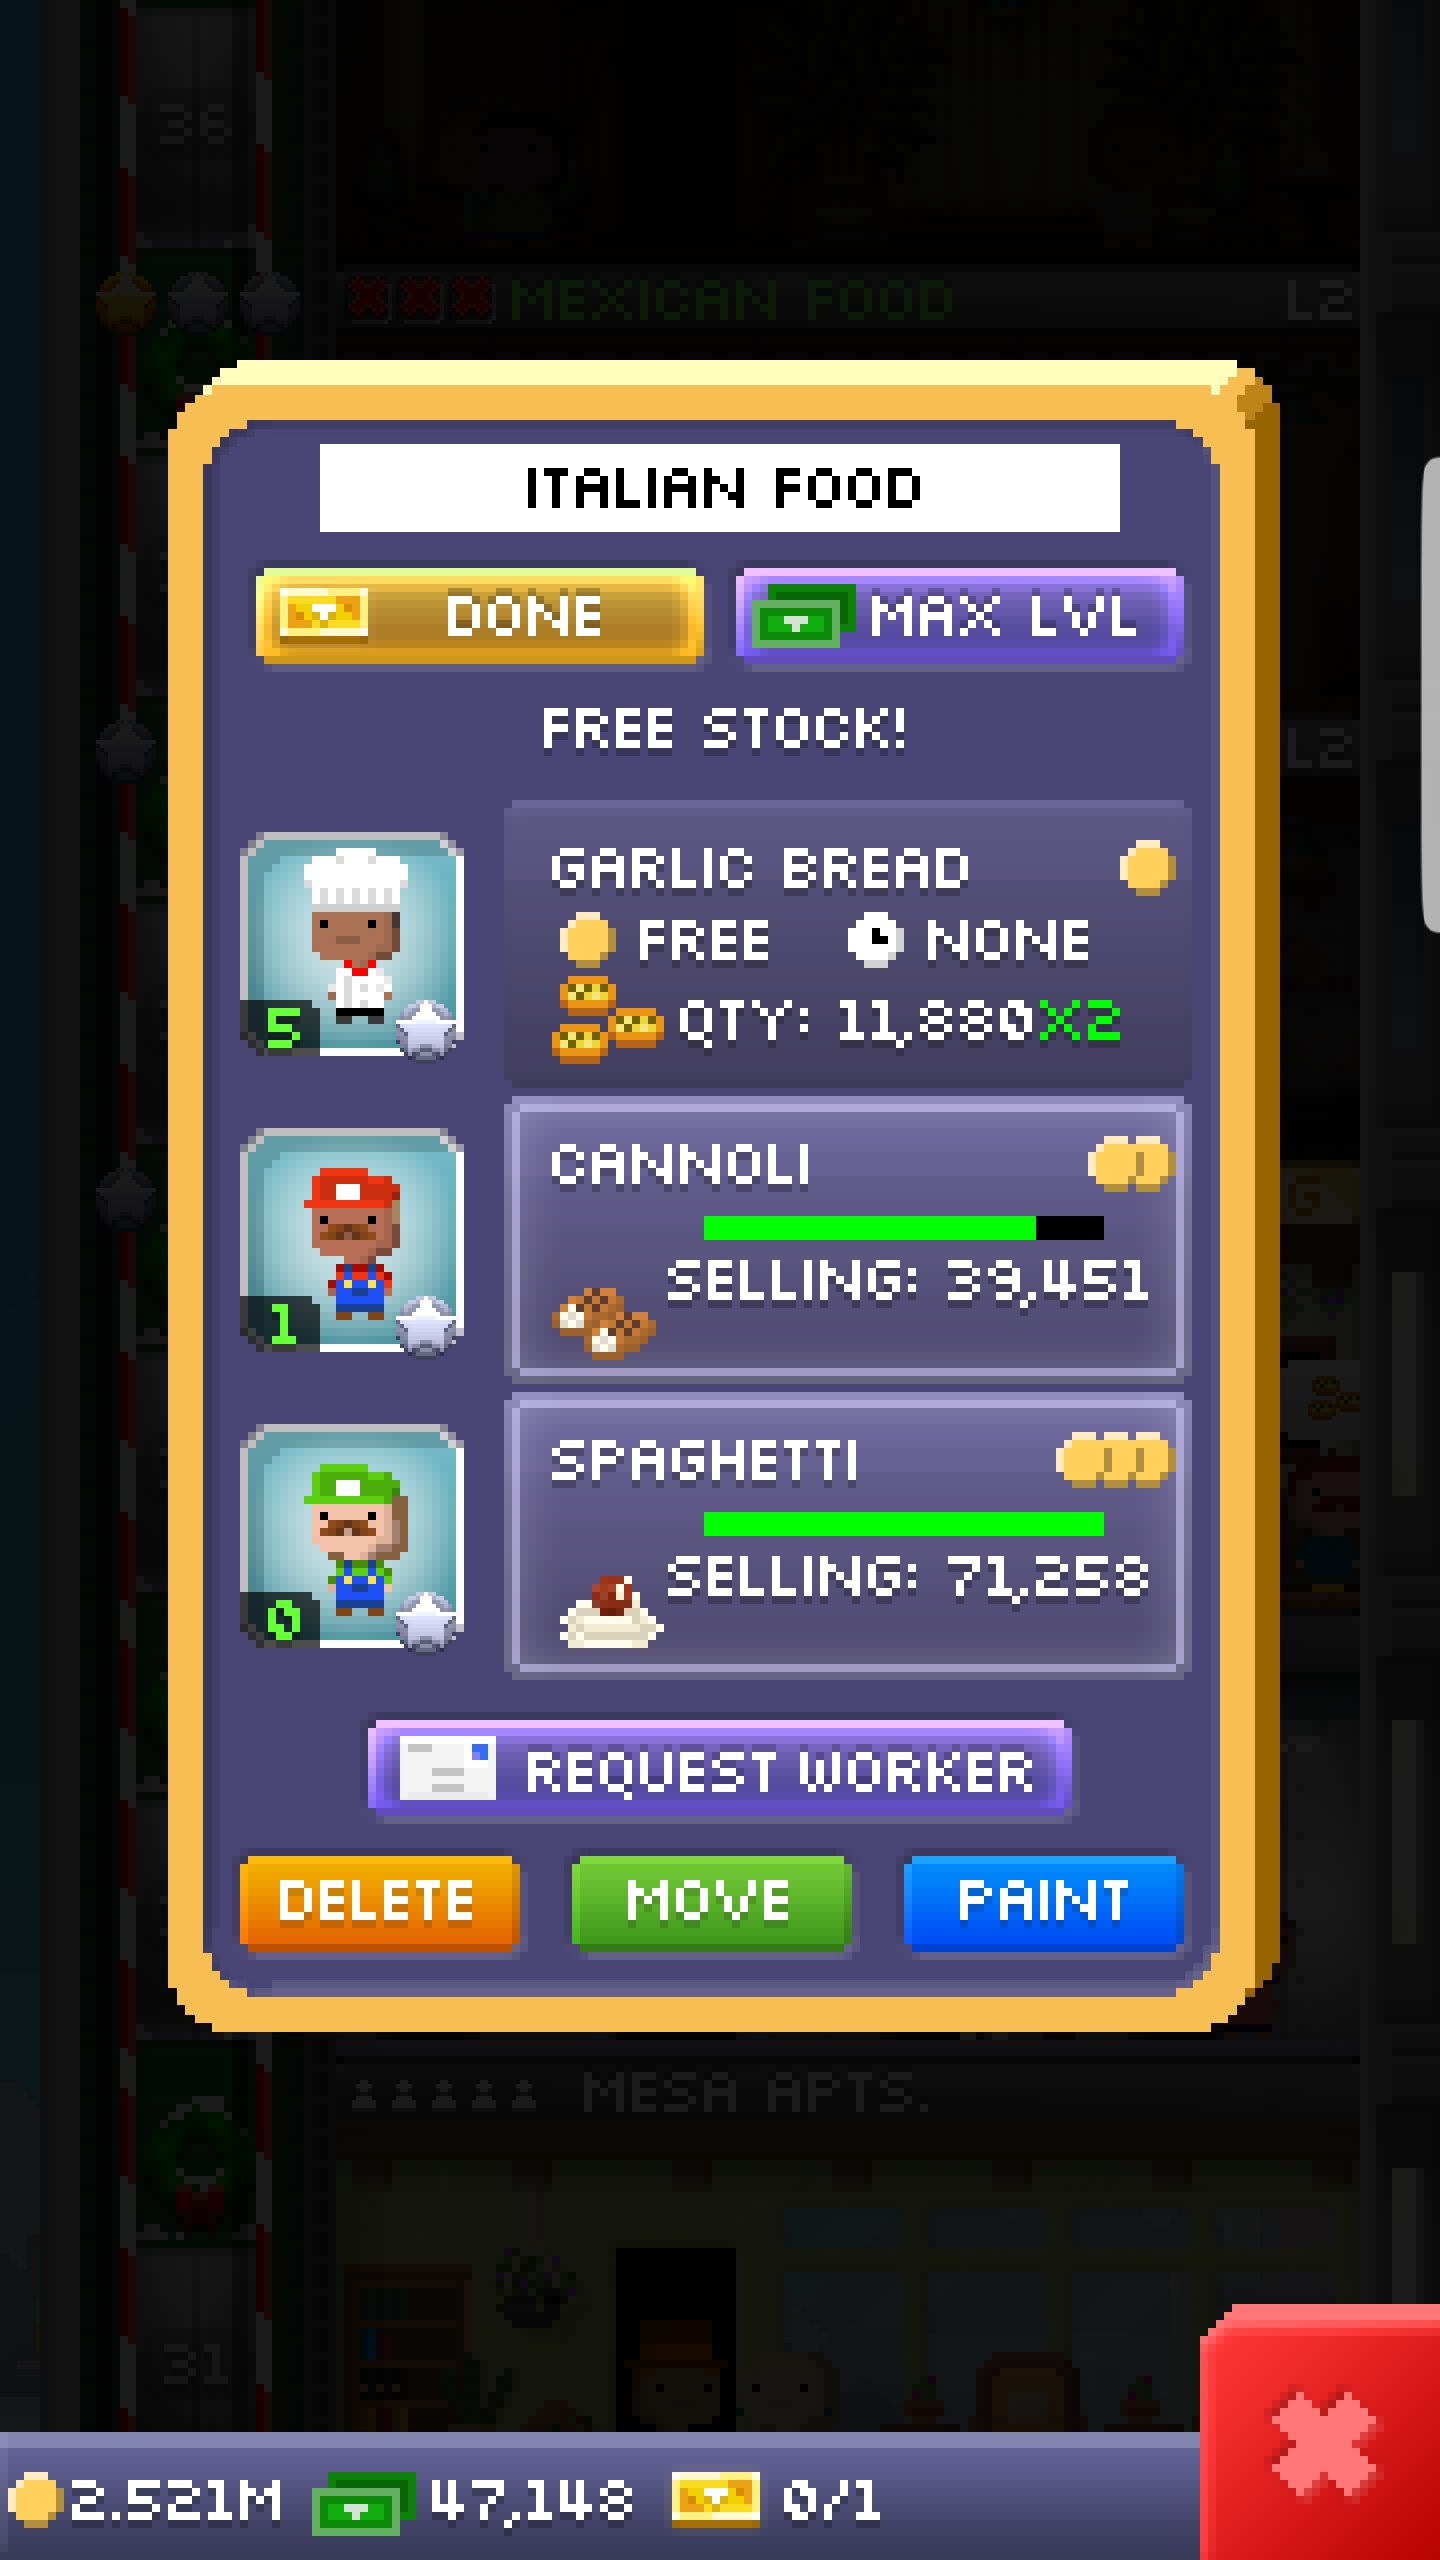 36
MEXICAN FOOD L2
ITALIAN FOOD
DONE MAX LVL
FREE STOCK!
L2
GARLIC BREAD
FREE NONE
5 QTY: 11,880X2
CANNOLI
G
SELLING: 39,451
1
SPAGHETTI
SELLING: 71,258
0
REQUEST WORKER
DELETE MOVE PAINT
MESA APTS.
31
2.521M 47,148 0/1